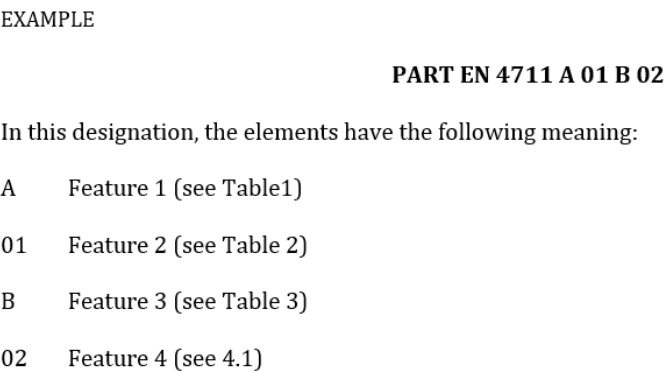 EXAMPLE
PART EN 4711 A 01 B 02
In this designation, the elements have the following meaning:
A Feature 1 (see Table1)
01 Feature 2 (see Table 2)
B Feature 3 (see Table 3)
02 Feature 4 (see 4.1)